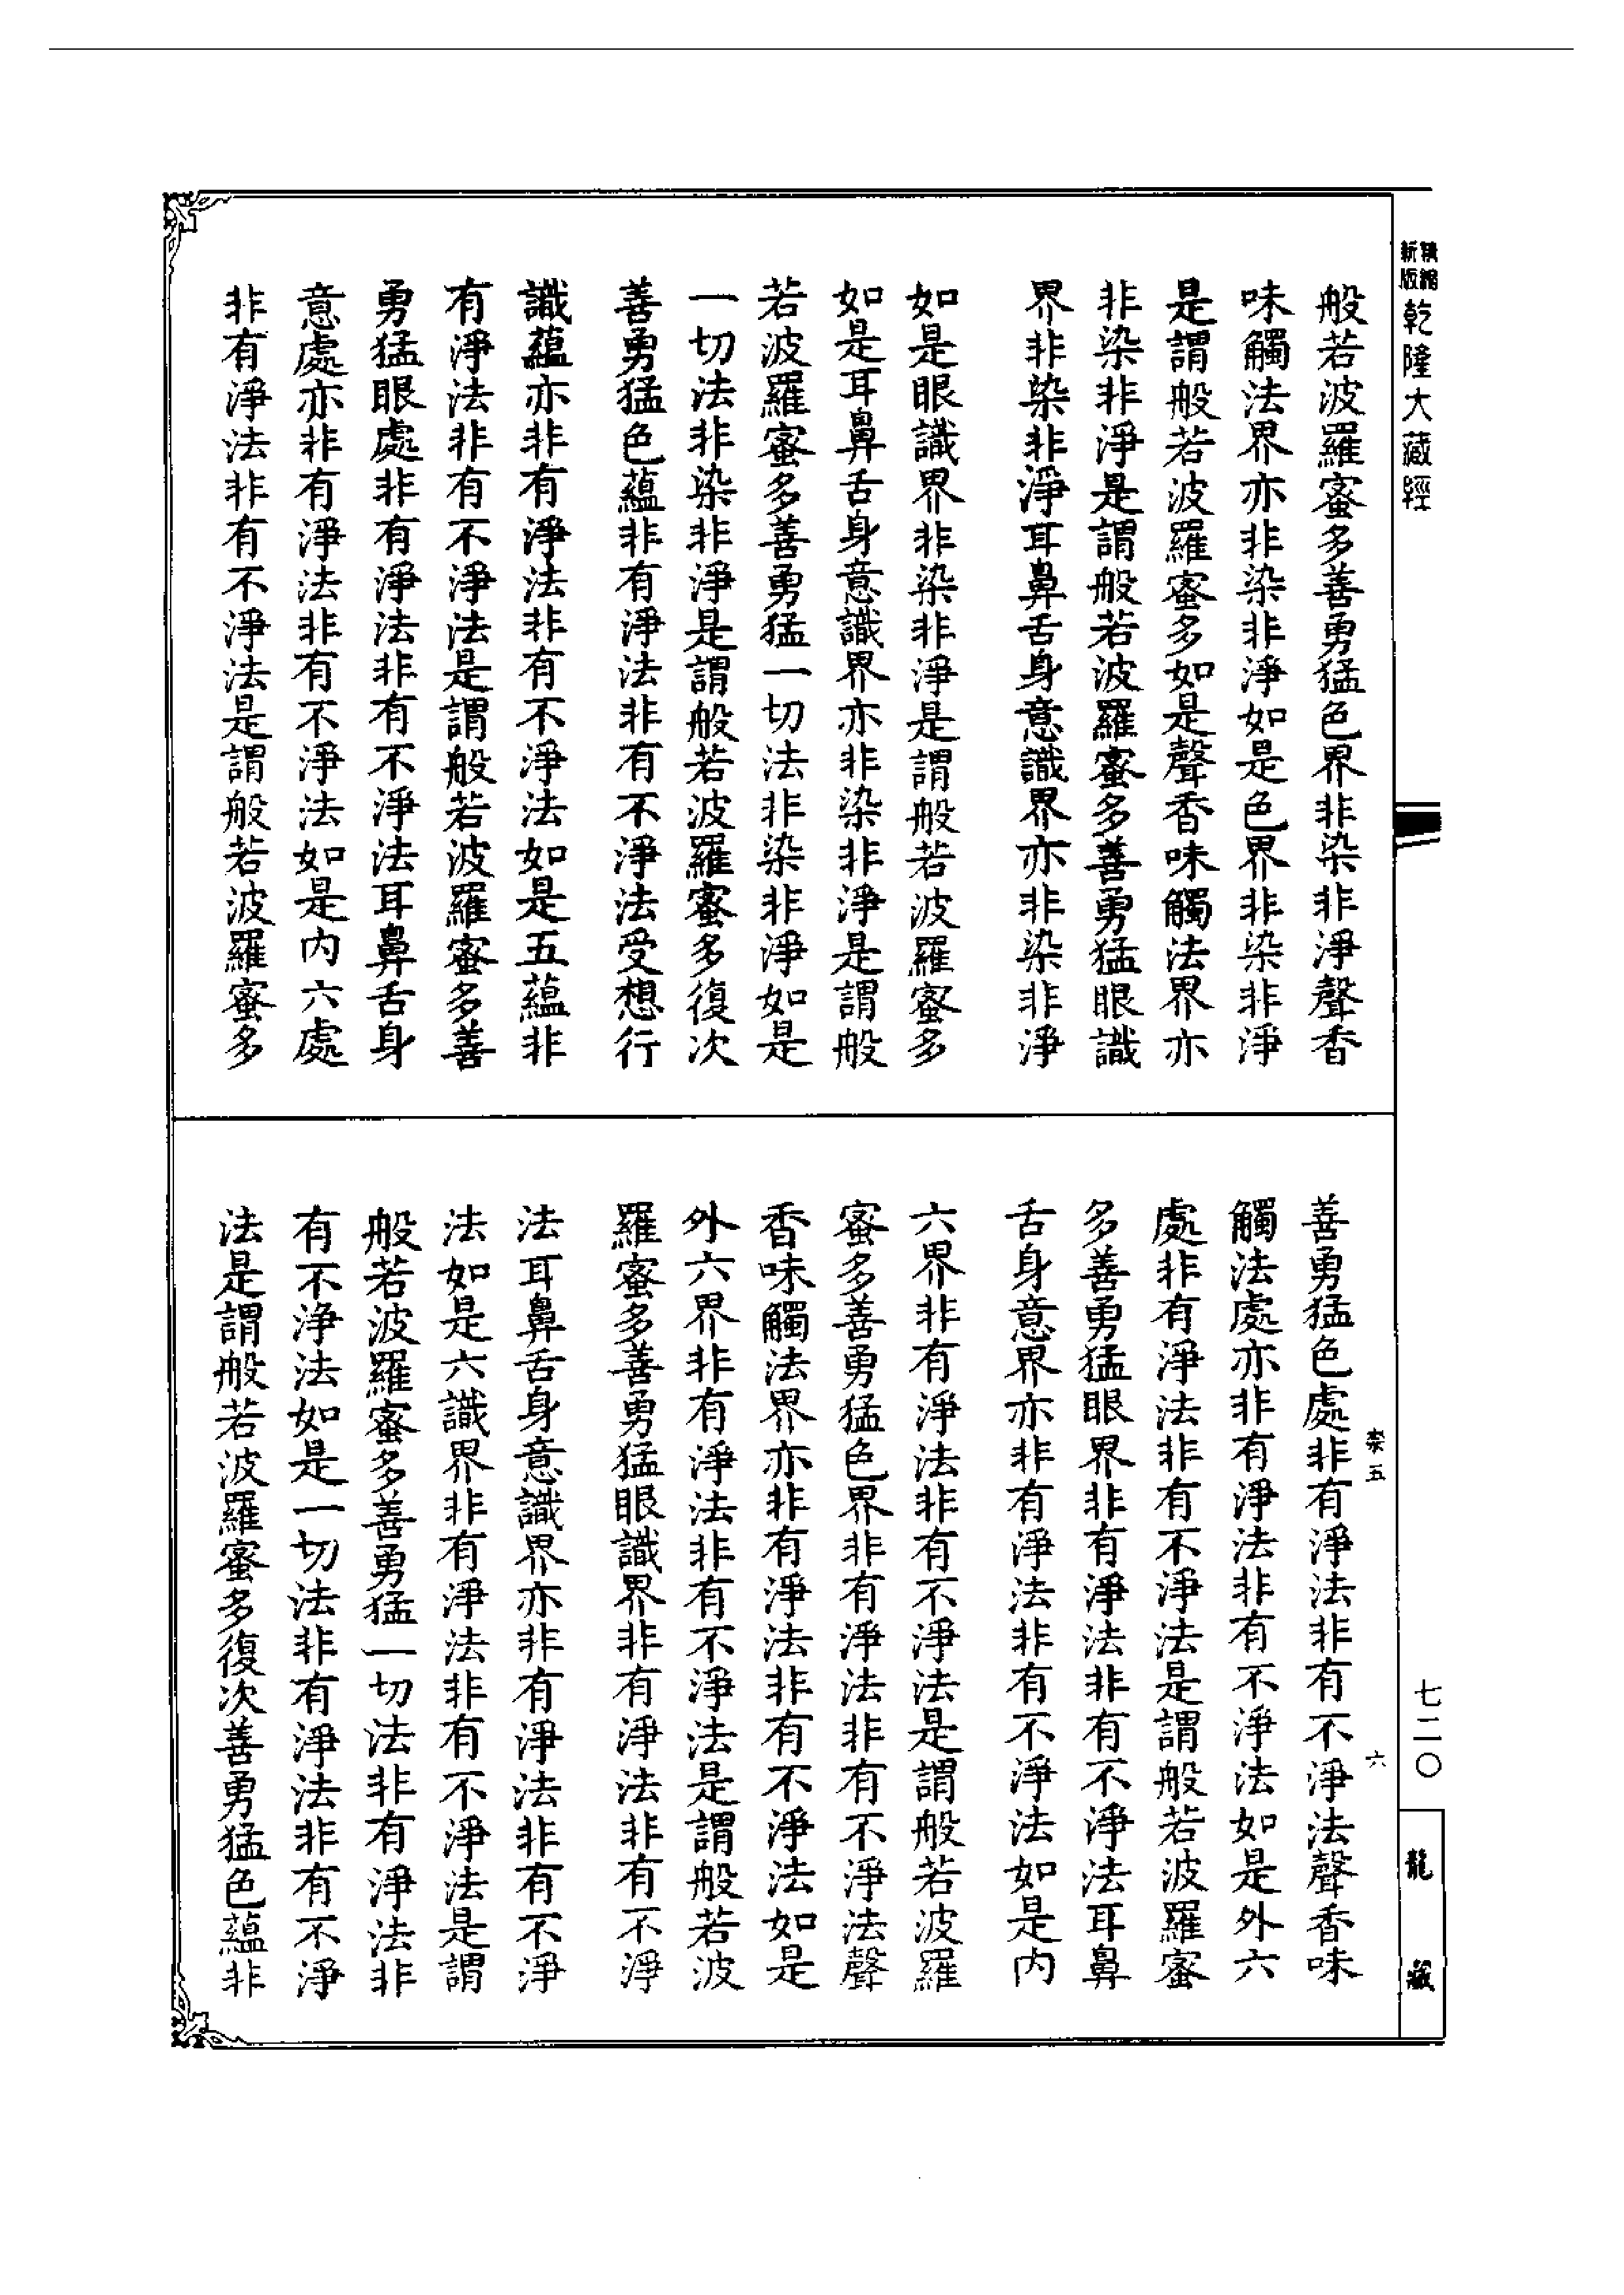 精縮新版乾隆大藏經
般若波羅蜜多善勇猛色界非染非淨聲香
味觸法界亦非染非淨如是色界非染非淨
是謂般若波羅蜜多如是聲香味觸法界亦
非染非淨是謂般若波羅蜜多善勇猛眼識
界非染非淨耳鼻舌身意識界亦非染非淨
如是眼識界非染非淨是謂般若波羅蜜多
如是耳鼻舌身意識界亦非染非淨是謂般
若波羅蜜多善勇猛一切法非染非淨如是
一切法非染非淨是謂般若波羅蜜多復次
善勇猛色蘊非有淨法非有不淨法受想行
識蘊亦非有淨法非有不淨法如是五蘊非
有淨法非有不淨法是謂般若波羅蜜多善
勇猛眼處非有淨法非有不淨法耳鼻舌身
意處亦非有淨法非有不淨法如是內六處
非有淨法非有不淨法是謂般若波羅蜜多
柰五
六
善勇猛色處非有淨法非有不淨法聲香味
觸法處亦非有淨法非有不淨法如是外六
處非有淨法非有不淨法是謂般若波羅蜜
多善勇猛眼界非有淨法非有不淨法耳鼻
舌身意界亦非有淨法非有不淨法如是內
六界非有淨法非有不淨法是謂般若波羅
蜜多善勇猛色界非有淨法非有不淨法聲
香味觸法界亦非有淨法非有不淨法如是
外六界非有淨法非有不淨法是謂般若波
羅蜜多善勇猛眼識界非有淨法非有不淨
法耳鼻舌身意識界亦非有淨法非有不淨
法如是六識界非有淨法非有不淨法是謂
般若波羅蜜多善勇猛一切法非有淨法非
有不淨法如是一切法非有淨法非有不淨
法是謂般若波羅蜜多復次善勇猛色蘊非
七二〇
龍藏